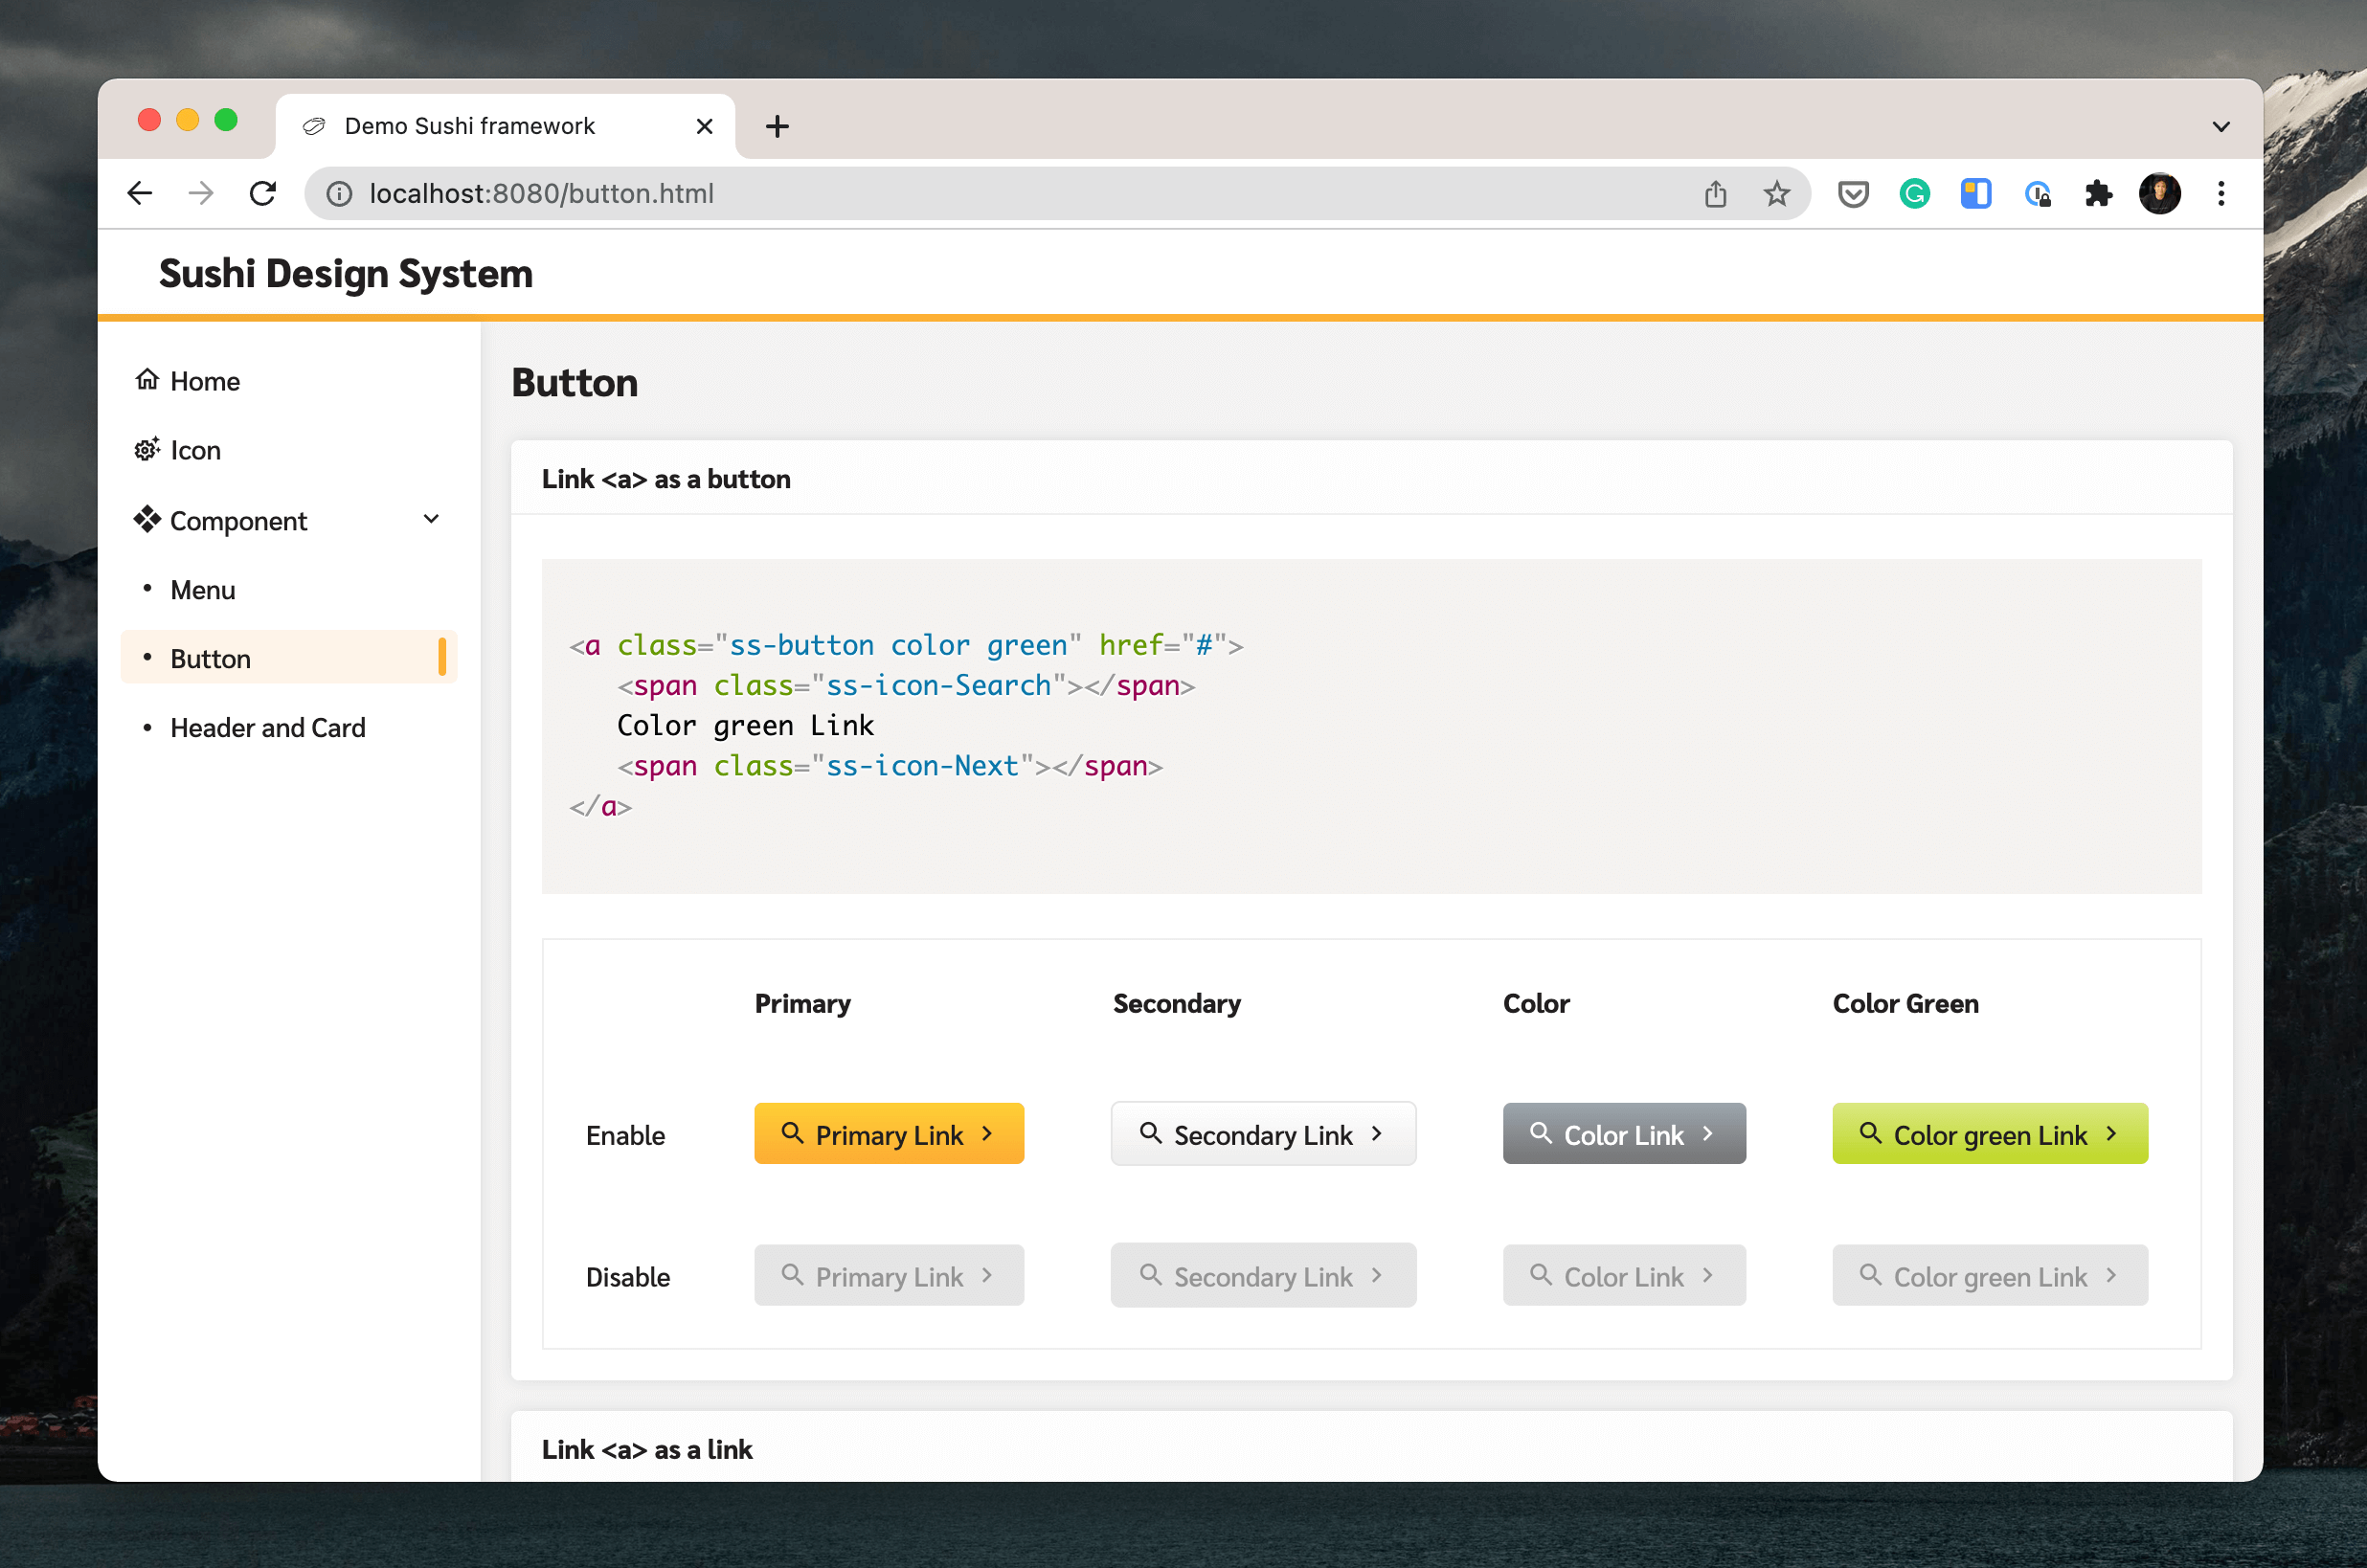 Demo Sushi framework
localhost:8080/button.html
Sushi Design System
Home
Icon
Component
Menu
Button
Header and Card
Button
Link <a> as a button
<a class="ss-button color green" href="#">
<span class="ss-icon-Search"></span>
Color green Link
<span class="ss-icon-Next"></span>
</a>
Primary Secondary Color Color Green
Enable Primary Link Secondary Link Color Link Color green Link
Disable Primary Link Secondary Link Color Link Color green Link
Link <a> as a link